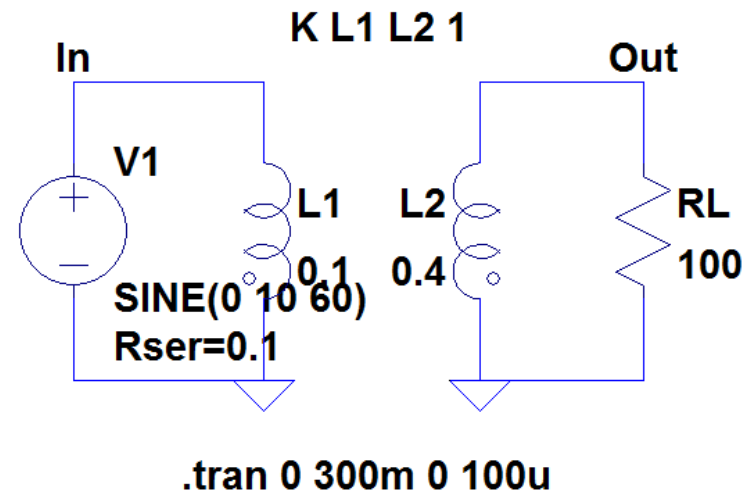 K L1 L2 1
In
Out
V1
L1
L2
RL
0.1
0.4
100
SINE(0 10 60)
Rser=0.1
.tran 0 300m 0 100u